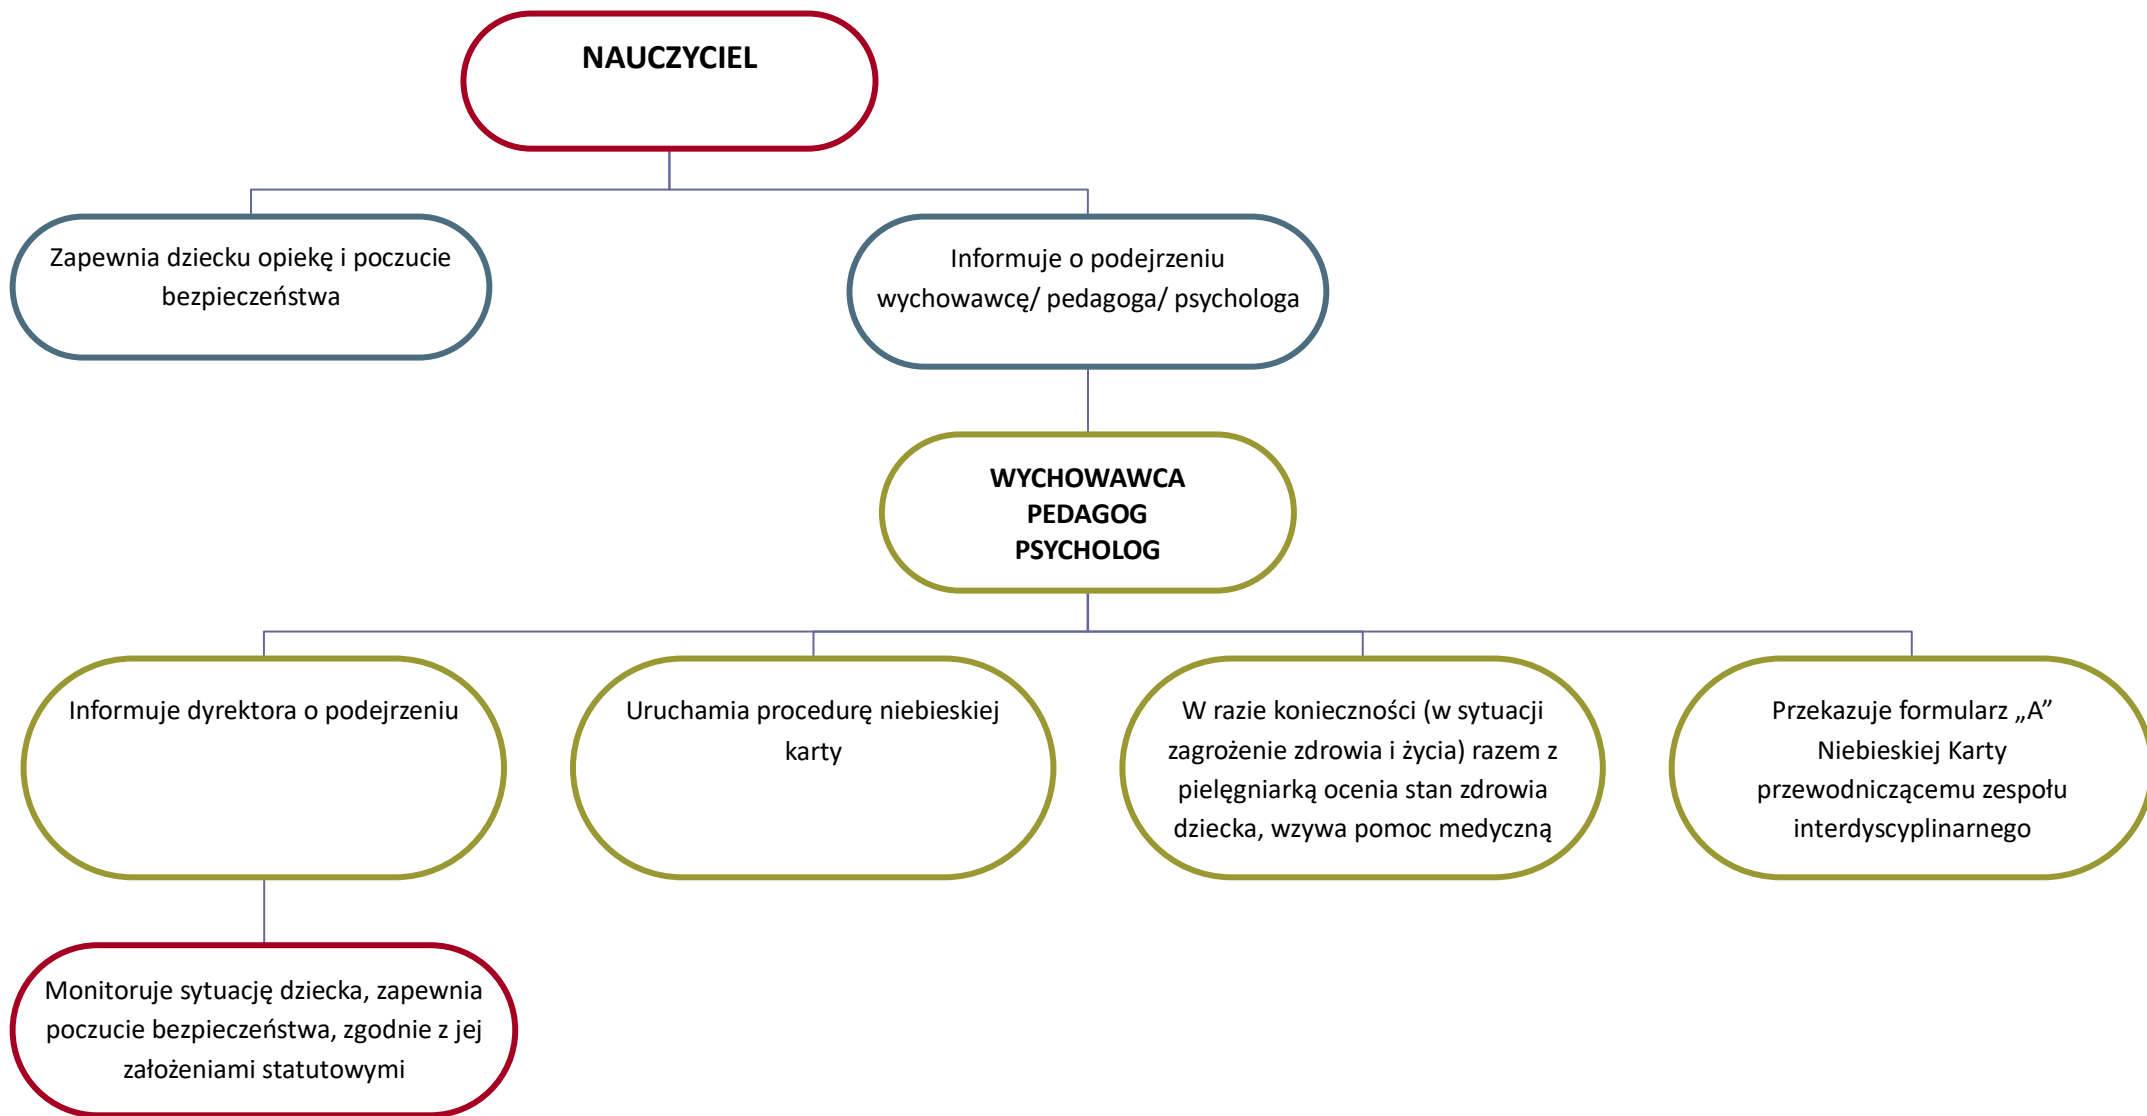 NAUCZYCIEL
Zapewnia dziecku opiekę i poczucie
bezpieczeństwa
Informuje o podejrzeniu
wychowawcę/ pedagoga/ psychologa
WYCHOWAWCA
PEDAGOG
PSYCHOLOG
Informuje dyrektora o podejrzeniu
Uruchamia procedurę niebieskiej
karty
W razie konieczności (w sytuacji
zagrożenie zdrowia i życia) razem z
pielęgniarką ocenia stan zdrowia
dziecka, wzywa pomoc medyczną
Przekazuje formularz „A”
Niebieskiej Karty
przewodniczącemu zespołu
interdyscyplinarnego
Monitoruje sytuację dziecka, zapewnia
poczucie bezpieczeństwa, zgodnie z jej
założeniami statutowymi